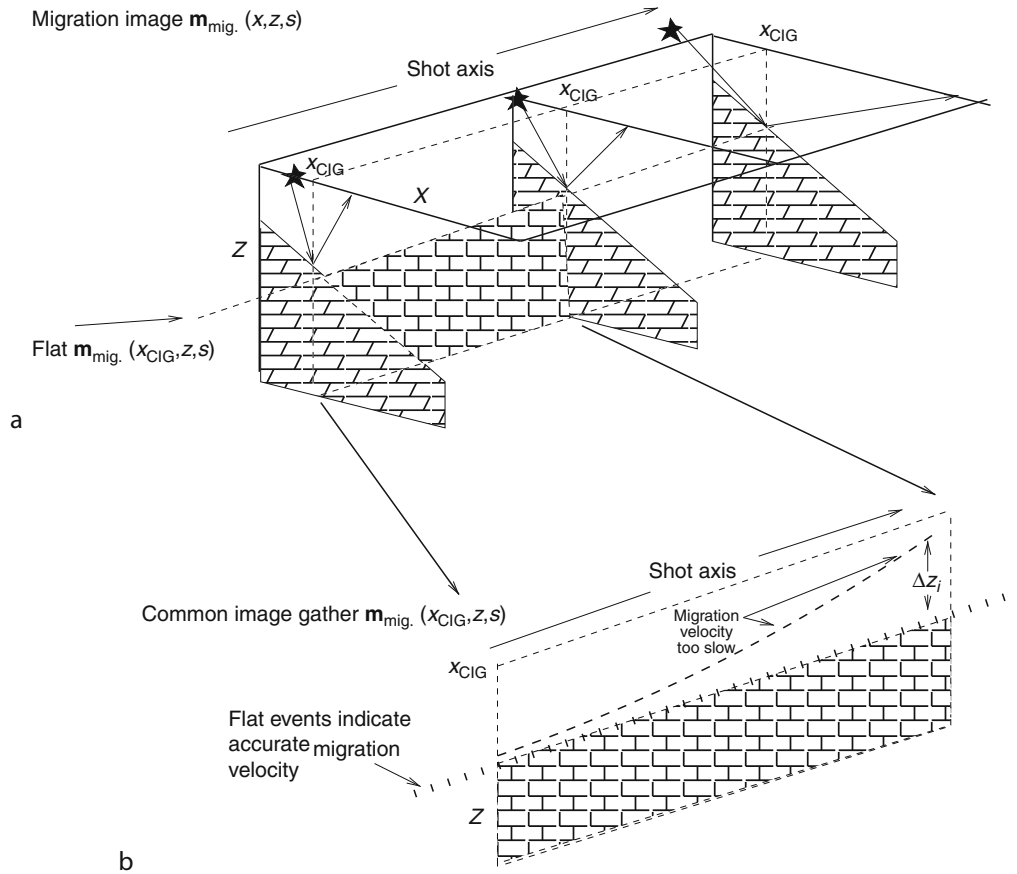 Migration image m_mig. (x,z,s)
x_CIG
Shot axis
x_CIG
x_CIG
X
Z
Flat m_mig. (x_CIG,z,s)
a
Shot axis
Δz_i
Common image gather m_mig. (x_CIG,z,s)
Migration
velocity
too slow
x_CIG
Flat events indicate
accurate migration
velocity
Z
b